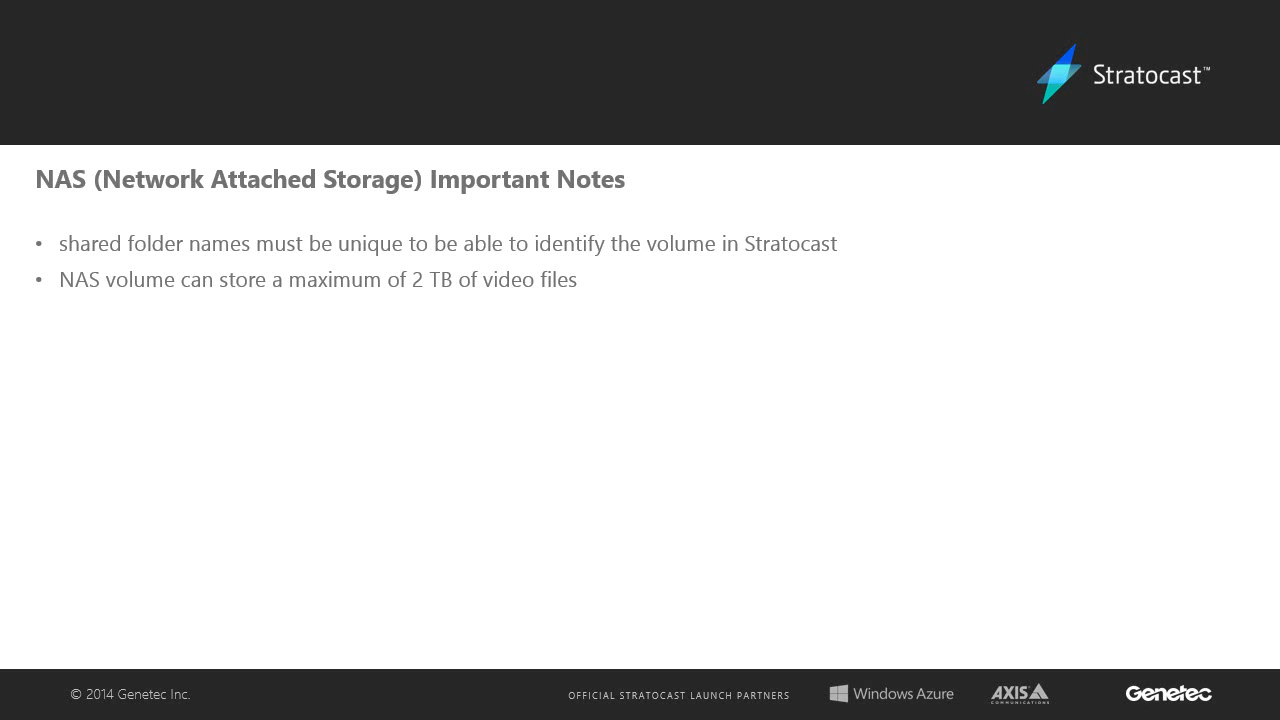 Stratocast™
NAS (Network Attached Storage) Important Notes
• shared folder names must be unique to be able to identify the volume in Stratocast
• NAS volume can store a maximum of 2 TB of video files
© 2014 Genetec Inc.
OFFICIAL STRATOCAST LAUNCH PARTNERS
Windows Azure
AXIS
COMMUNICATIONS
Genetec